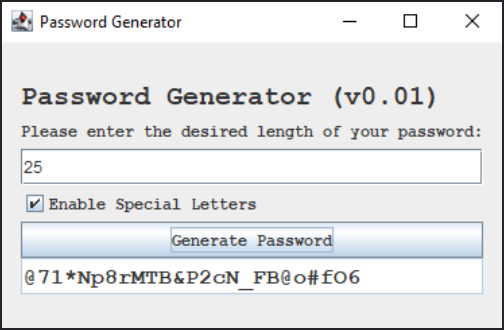 Password Generator
Password Generator (v0.01)
Please enter the desired length of your password:
25
Enable Special Letters
Generate Password
@71*Np8rMTB&P2cN_FB@o#fO6